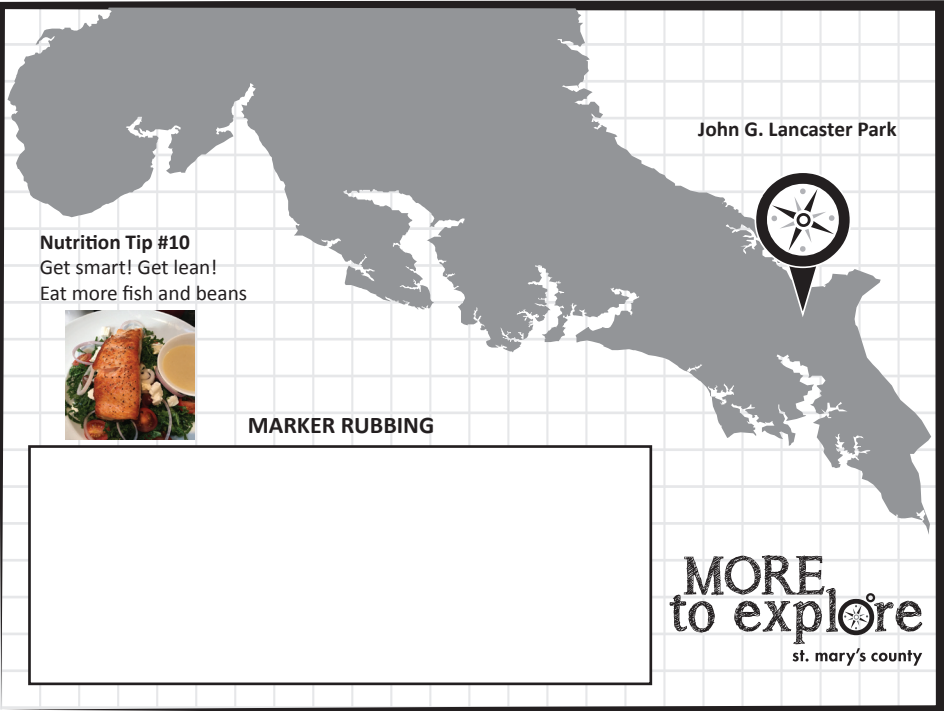 John G. Lancaster Park
Nutrition Tip #10
Get smart! Get lean!
Eat more fish and beans
MARKER RUBBING
MORE
to explore
st. mary's county